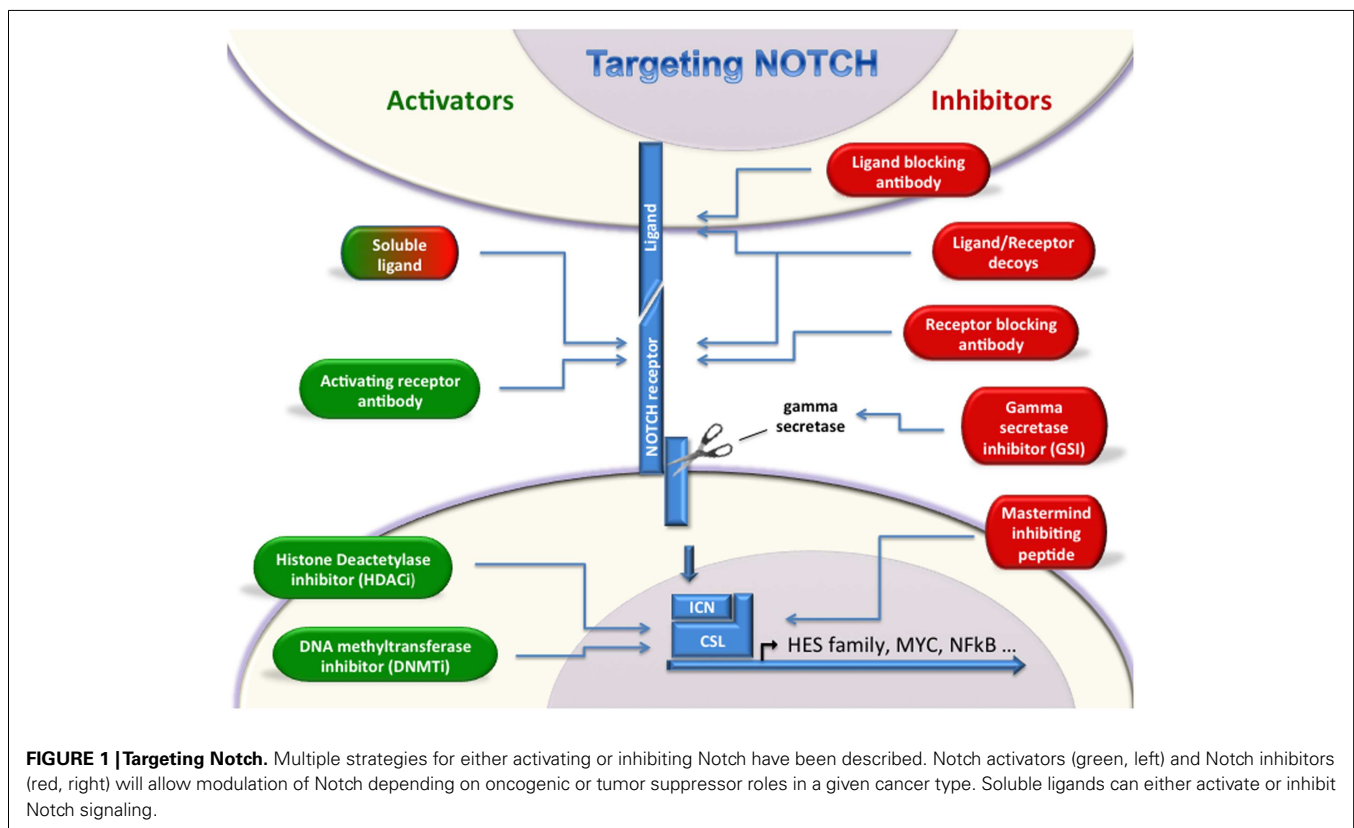 Targeting NOTCH
Activators
Inhibitors
Ligand blocking
antibody
Ligand
Soluble
ligand
Ligand/Receptor
decoys
Receptor blocking
antibody
Activating receptor
antibody
NOTCH receptor
gamma
secretase
Gamma
secretase
inhibitor (GSI)
Mastermind
inhibiting
peptide
Histone Deactetylase
inhibitor (HDACi)
ICN
CSL
DNA methyltransferase
inhibitor (DNMTi)
HES family, MYC, NFkB ...
FIGURE 1 | Targeting Notch. Multiple strategies for either activating or inhibiting Notch have been described. Notch activators (green, left) and Notch inhibitors
(red, right) will allow modulation of Notch depending on oncogenic or tumor suppressor roles in a given cancer type. Soluble ligands can either activate or inhibit
Notch signaling.